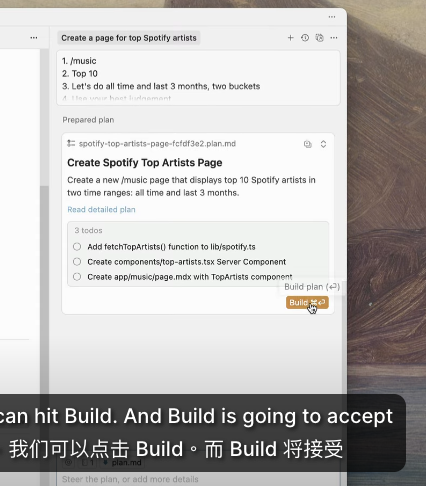 Create a page for top Spotify artists
1. /music
2. Top 10
3. Let's do all time and last 3 months, two buckets
4. Use your best judgement
Prepared plan
spotify-top-artists-page-fcfdf3e2.plan.md
Create Spotify Top Artists Page
Create a new /music page that displays top 10 Spotify artists in
two time ranges: all time and last 3 months.
Read detailed plan
3 todos
Add fetchTopArtists() function to lib/spotify.ts
Create components/top-artists.tsx Server Component
Create app/music/page.mdx with TopArtists component
Build plan (⏎)
Build ⌘⏎
can hit Build. And Build is going to accept
。我们可以点击 Build。而 Build 将接受
plan.md
Steer the plan, or add more details